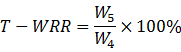 T − WRR = W₅/W₄ × 100%